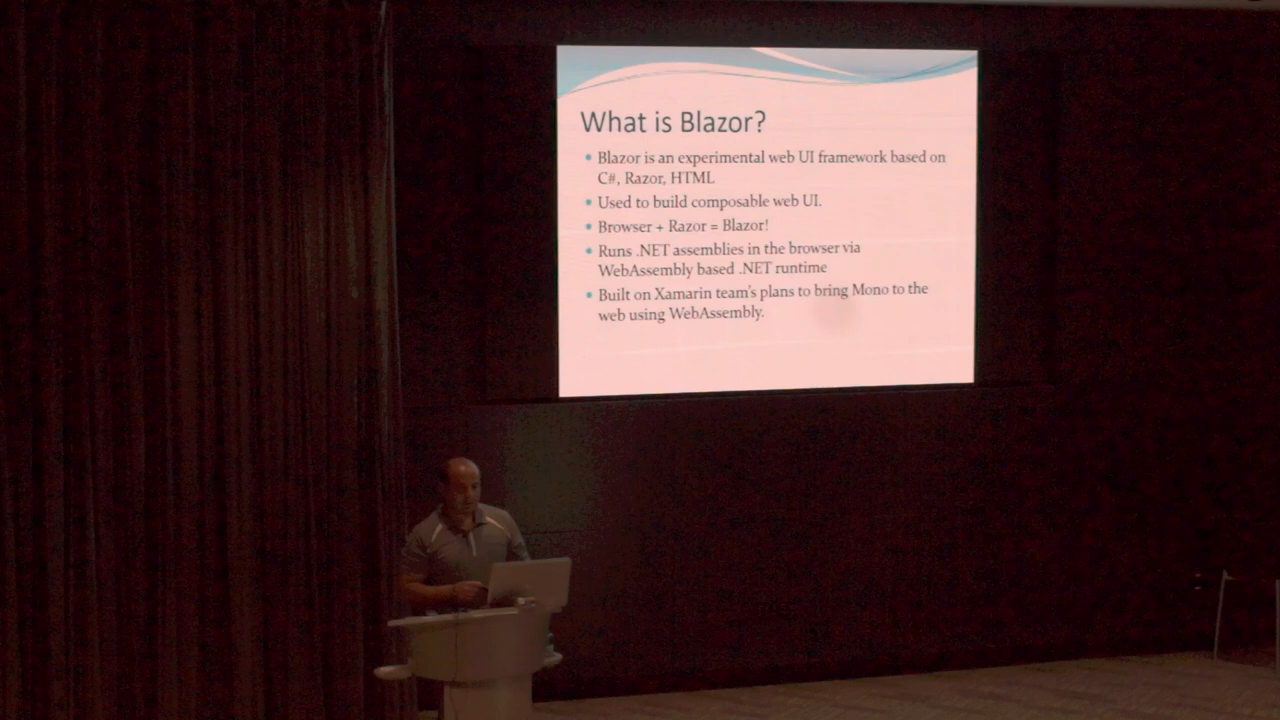 What is Blazor?
Blazor is an experimental web UI framework based on
C#, Razor, HTML
Used to build composable web UI.
Browser + Razor = Blazor!
Runs .NET assemblies in the browser via
WebAssembly based .NET runtime
Built on Xamarin team's plans to bring Mono to the
web using WebAssembly.